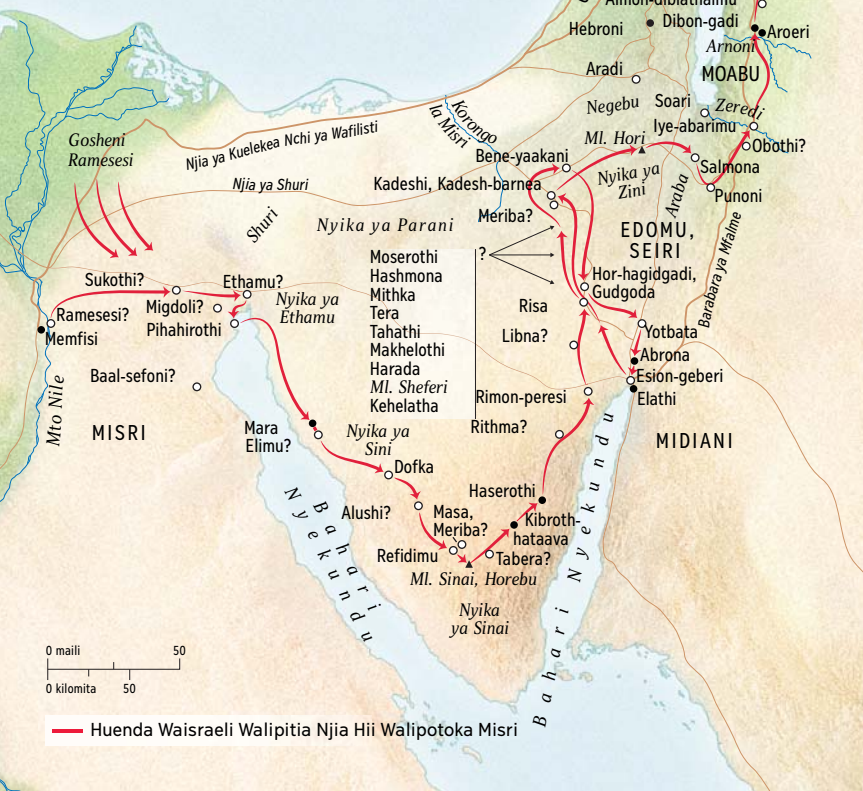 Almon-diblathaimu
Hebroni
Dibon-gadi
Aroeri
Arnoni
MOABU
Aradi
Negebu
Soari
Zeredi
Iye-abarimu
Obothi?
Korongo
la Misri
Ml. Hori
Bene-yaakani
Salmona
Nyika ya
Zini
Punoni
Gosheni
Ramesesi
Njia ya Kuelekea Nchi ya Wafilisti
Njia ya Shuri
Shuri
Kadeshi, Kadesh-barnea
Meriba?
Nyika ya Parani
Araba
EDOMU,
SEIRI
Barabara ya Mfalme
Moserothi
Hashmona
Mithka
Tera
Tahathi
Makhelothi
Harada
Ml. Sheferi
Kehelatha
?
Hor-hagidgadi,
Gudgoda
Risa
Libna?
Yotbata
Abrona
Esion-geberi
Elathi
Sukothi?
Ethamu?
Migdoli?
Nyika ya
Ethamu
Ramesesi?
Pihahirothi
Memfisi
Baal-sefoni?
Mto Nile
MISRI
Rimon-peresi
Rithma?
MIDIANI
Mara
Elimu?
Nyika ya
Sini
Dofka
Alushi?
Masa,
Meriba?
Haserothi
Kibroth-
hataava
Refidimu
Tabera?
Ml. Sinai, Horebu
Nyika
ya Sinai
Bahari
Nyekundu
Bahari Nyekundu
0 maili 50
0 kilomita 50
Huenda Waisraeli Walipitia Njia Hii Walipotoka Misri